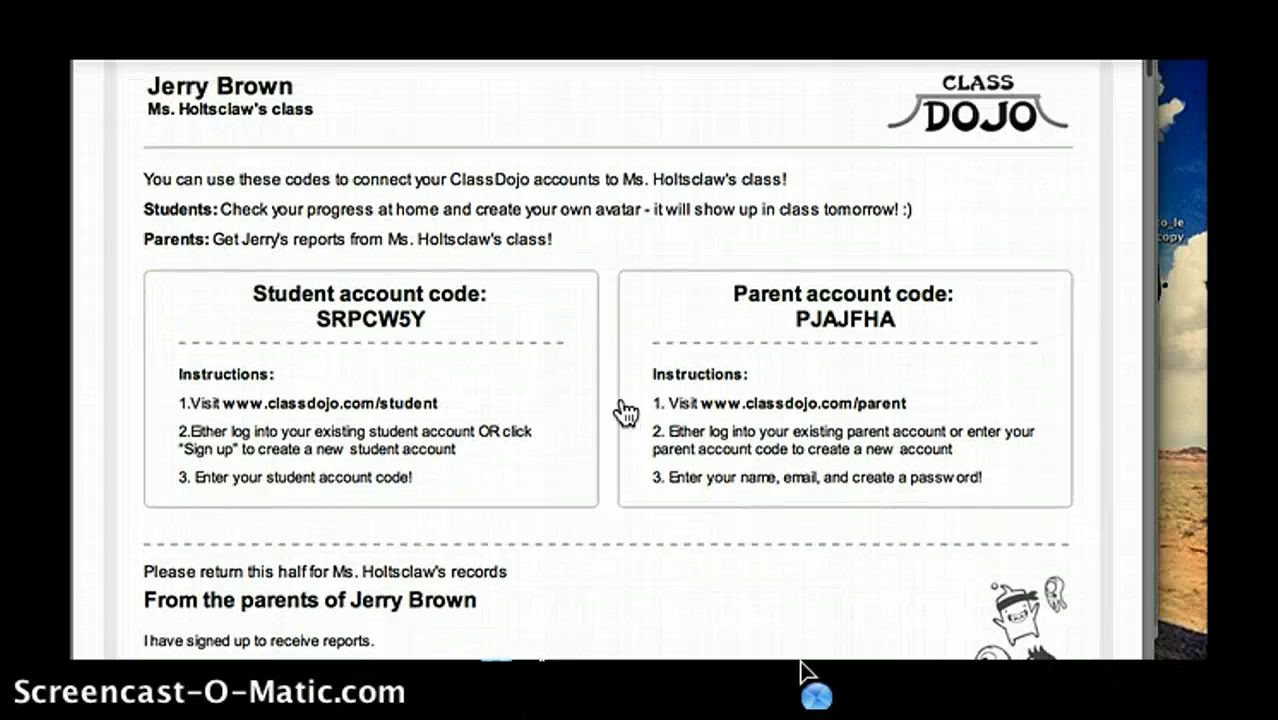 Jerry Brown
Ms. Holtsclaw's class
CLASS
DOJO
You can use these codes to connect your ClassDojo accounts to Ms. Holtsclaw's class!
Students: Check your progress at home and create your own avatar - it will show up in class tomorrow! :)
Parents: Get Jerry's reports from Ms. Holtsclaw's class!
Student account code:
SRPCW5Y
Instructions:
1.Visit www.classdojo.com/student
2.Either log into your existing student account OR click
"Sign up" to create a new student account
3. Enter your student account code!
Parent account code:
PJAJFHA
Instructions:
1. Visit www.classdojo.com/parent
2. Either log into your existing parent account or enter your
parent account code to create a new account
3. Enter your name, email, and create a password!
Please return this half for Ms. Holtsclaw's records
From the parents of Jerry Brown
I have signed up to receive reports.
copy
Screencast-O-Matic.com